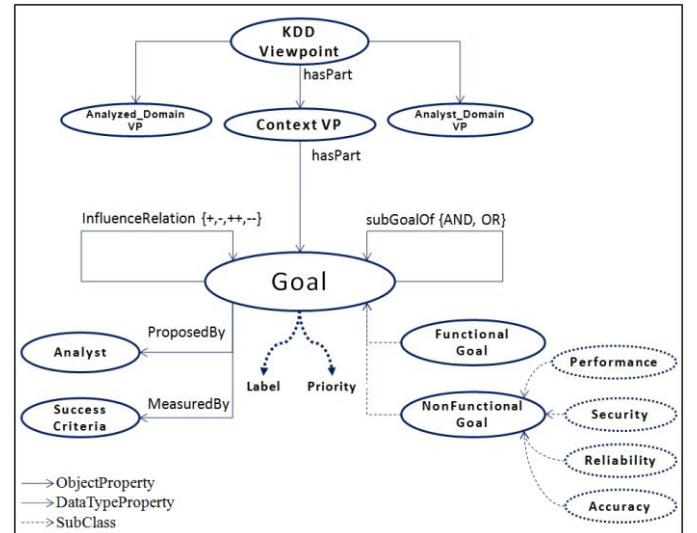 KDD
Viewpoint
hasPart
Analyzed_Domain
VP
Context VP
Analyst_Domain
VP
hasPart
InfluenceRelation {+,-,++,--}
subGoalOf {AND, OR}
Goal
ProposedBy
Analyst
Label
Priority
Functional
Goal
Performance
MeasuredBy
Success
Criteria
NonFunctional
Goal
Security
Reliability
Accuracy
ObjectProperty
DataTypeProperty
SubClass